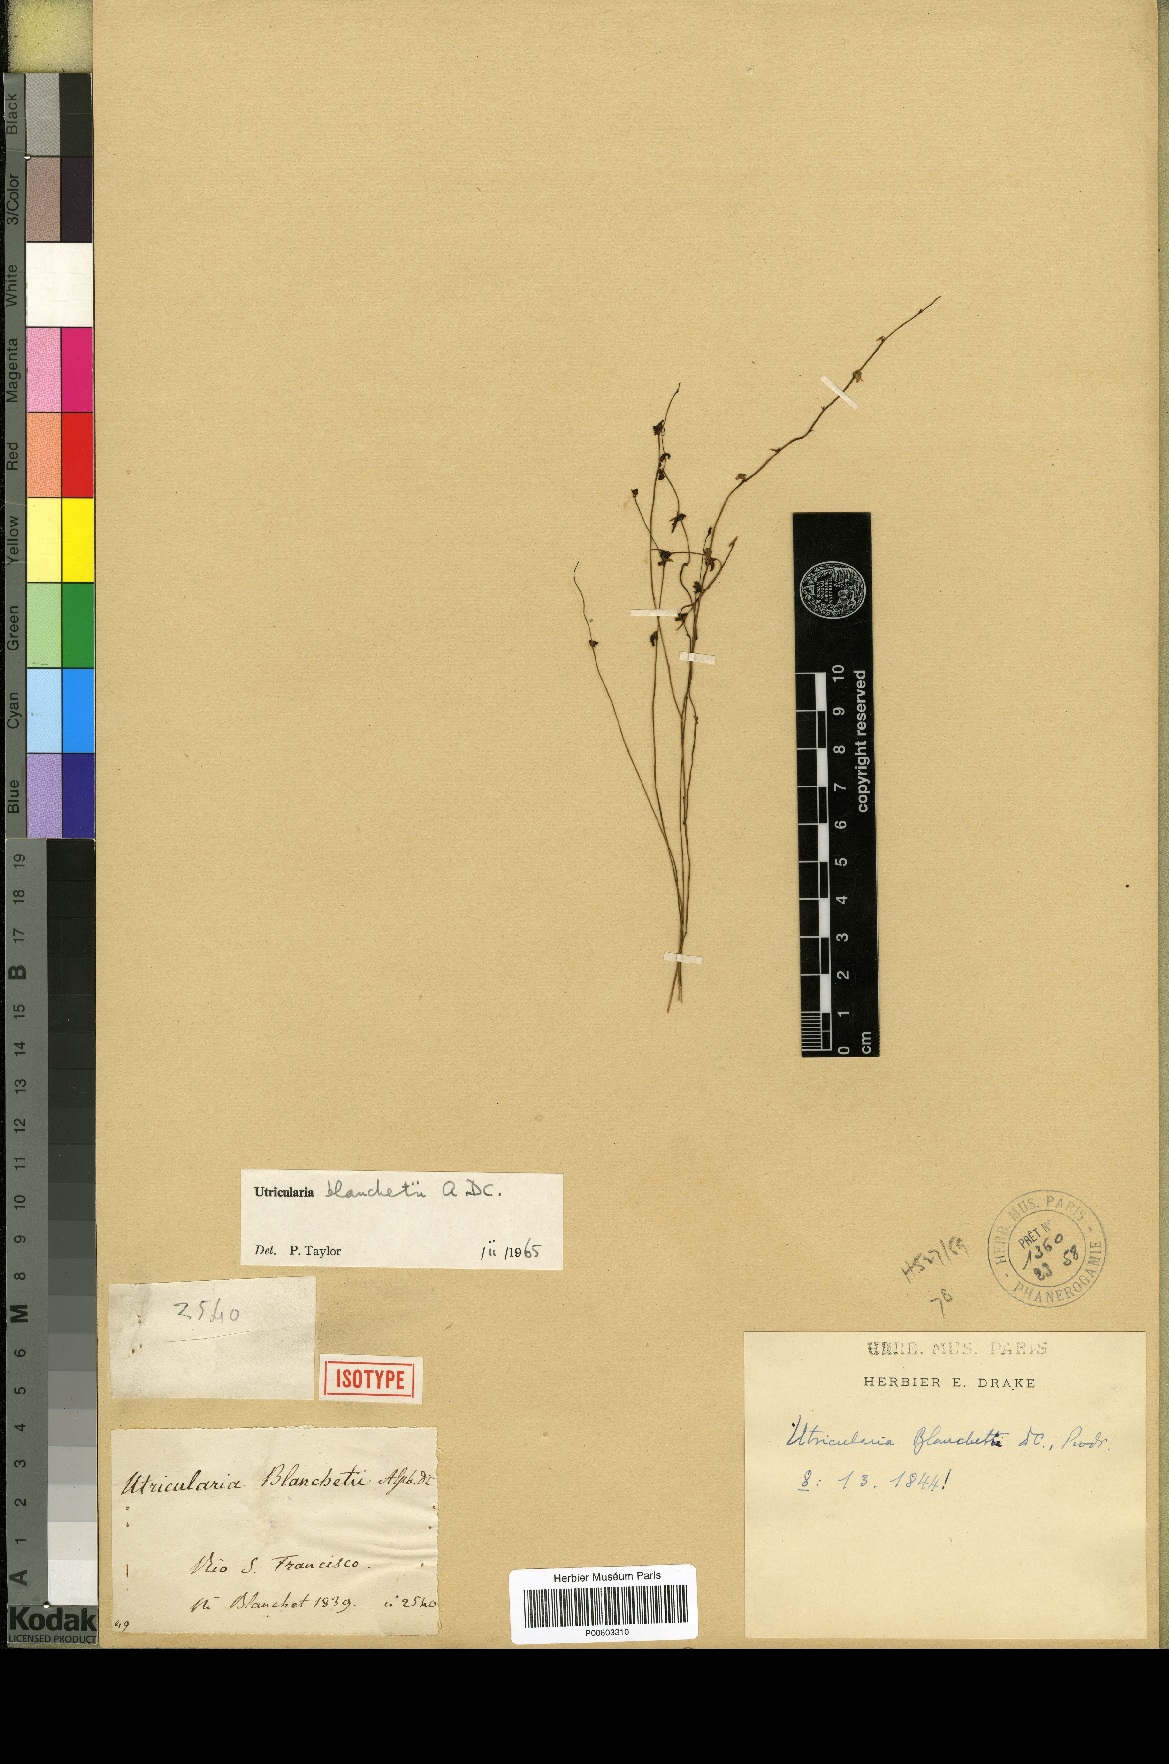 Black
3/Color
White
Magenta
Red
Yellow
Green
Cyan
Blue
19
18
17
B
15
14
13
12
11
10
9
8
M
6
5
4
3
2
1
A
Kodak
LICENSED PRODUCT
10
9
8
7
6
5
4
3
2
1
0
cm
copyright reserved
Utricularia blanchetii A DC.
Det. P. Taylor /ii/1965
2540
ISOTYPE
Utricularia Blanchetii Alph. DC
Rio S. Francisco.
Blanchet 1839. n 2540
49
Herbier Muséum Paris
P00603310
H527/69
78
HERB. MUS. PARIS
PRÊT N°
1360
23 58
PHANEROGAMIE
HERB. MUS. PARIS
HERBIER E. DRAKE
Utricularia Blanchetii DC., Prodr.
8: 13. 1844!